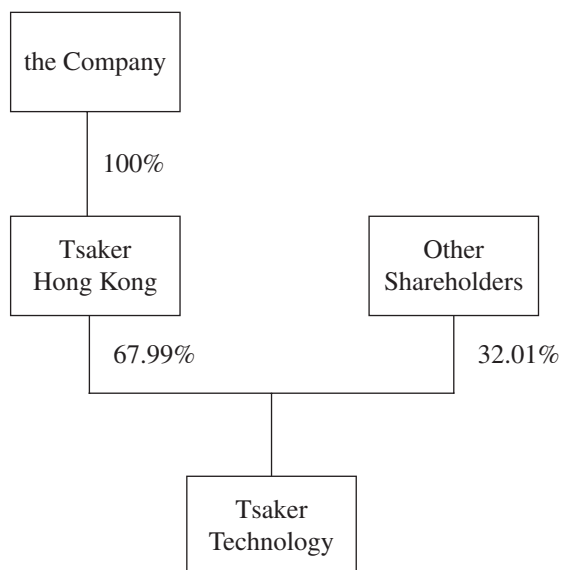 the Company
100%
Tsaker
Hong Kong
Other
Shareholders
67.99%
32.01%
Tsaker
Technology